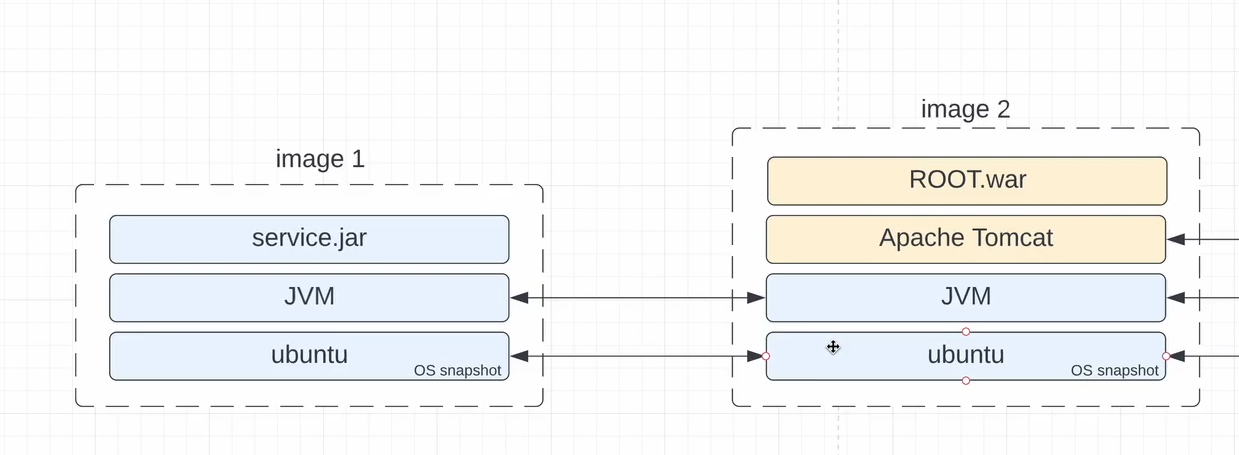 image 1
service.jar
JVM
ubuntu
OS snapshot
image 2
ROOT.war
Apache Tomcat
JVM
ubuntu
OS snapshot